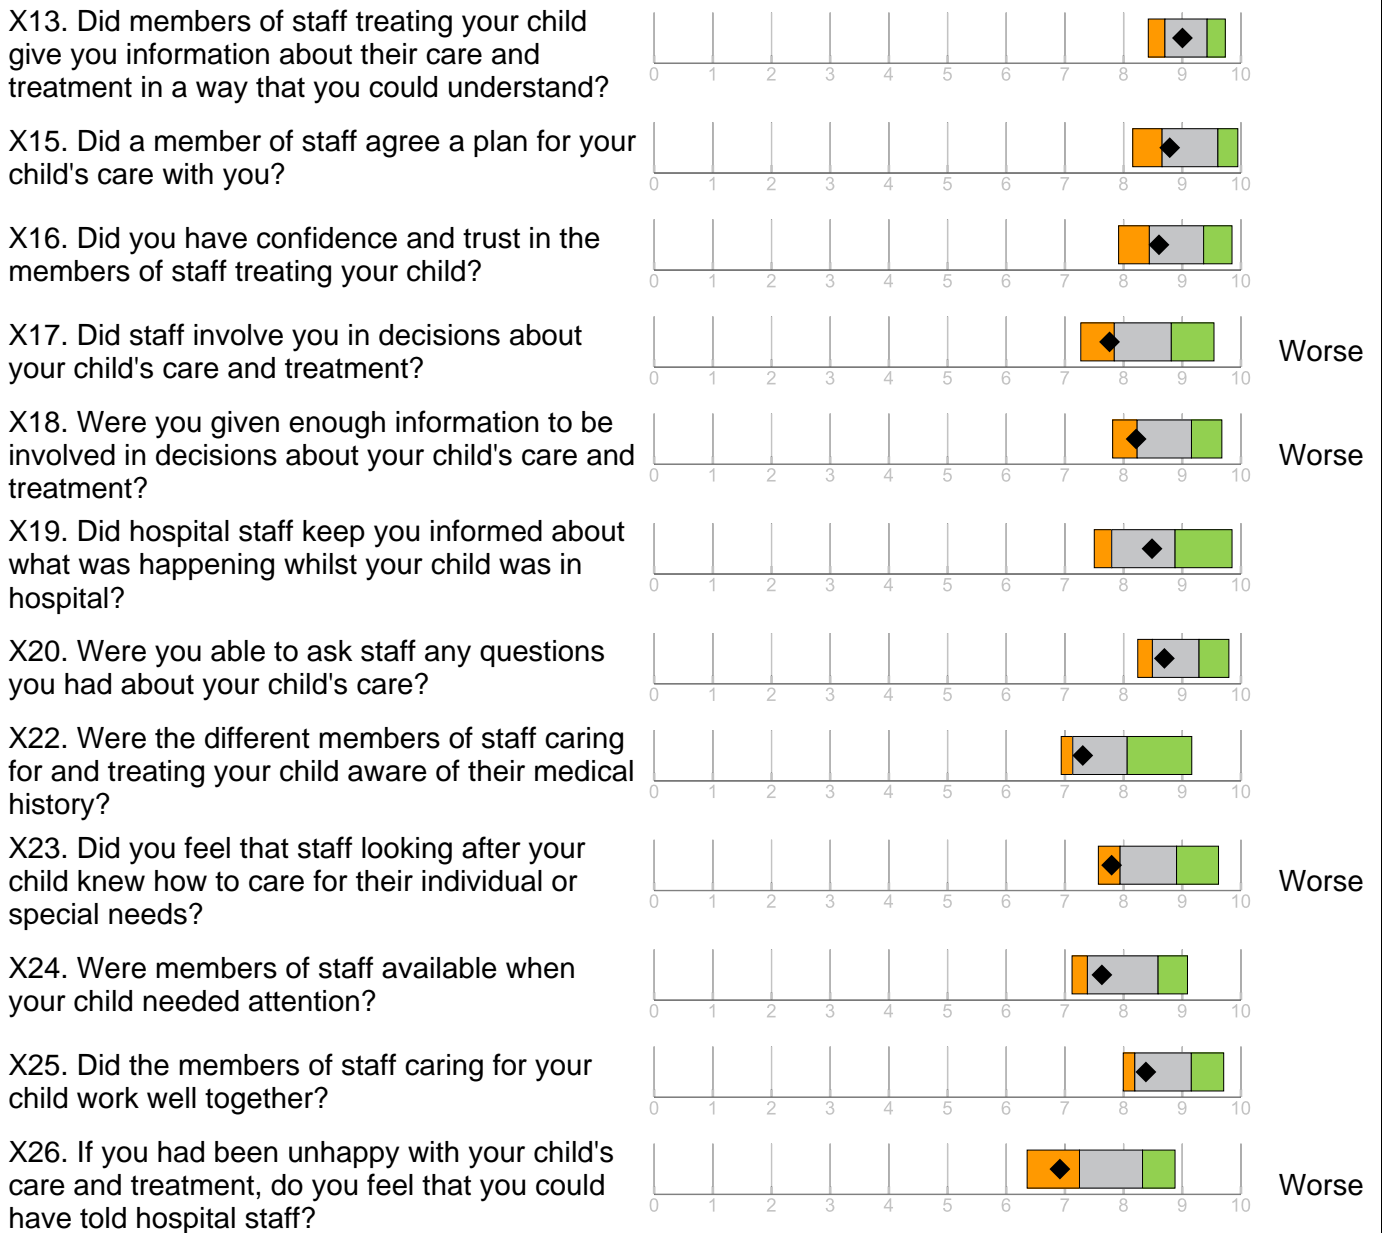 X13. Did members of staff treating your child
give you information about their care and
treatment in a way that you could understand?
0 1 2 3 4 5 6 7 8 9 10
X15. Did a member of staff agree a plan for your
child's care with you?
0 1 2 3 4 5 6 7 8 9 10
X16. Did you have confidence and trust in the
members of staff treating your child?
0 1 2 3 4 5 6 7 8 9 10
X17. Did staff involve you in decisions about
your child's care and treatment?
Worse
0 1 2 3 4 5 6 7 8 9 10
X18. Were you given enough information to be
involved in decisions about your child's care and
treatment?
Worse
0 1 2 3 4 5 6 7 8 9 10
X19. Did hospital staff keep you informed about
what was happening whilst your child was in
hospital?
0 1 2 3 4 5 6 7 8 9 10
X20. Were you able to ask staff any questions
you had about your child's care?
0 1 2 3 4 5 6 7 8 9 10
X22. Were the different members of staff caring
for and treating your child aware of their medical
history?
0 1 2 3 4 5 6 7 8 9 10
X23. Did you feel that staff looking after your
child knew how to care for their individual or
special needs?
Worse
0 1 2 3 4 5 6 7 8 9 10
X24. Were members of staff available when
your child needed attention?
0 1 2 3 4 5 6 7 8 9 10
X25. Did the members of staff caring for your
child work well together?
0 1 2 3 4 5 6 7 8 9 10
X26. If you had been unhappy with your child's
care and treatment, do you feel that you could
have told hospital staff?
Worse
0 1 2 3 4 5 6 7 8 9 10